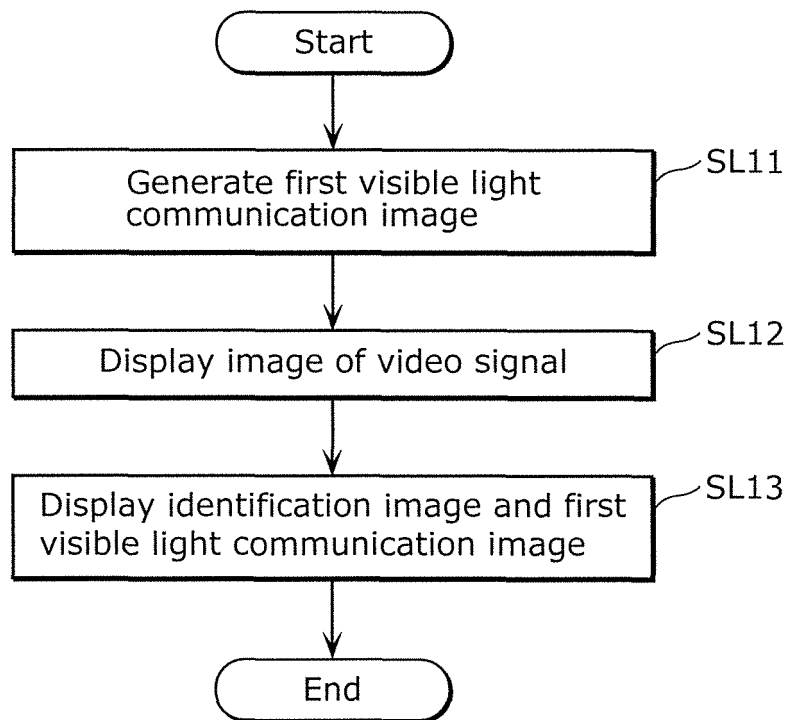 Start
Generate first visible light
communication image
SL11
Display image of video signal
SL12
Display identification image and first
visible light communication image
SL13
End